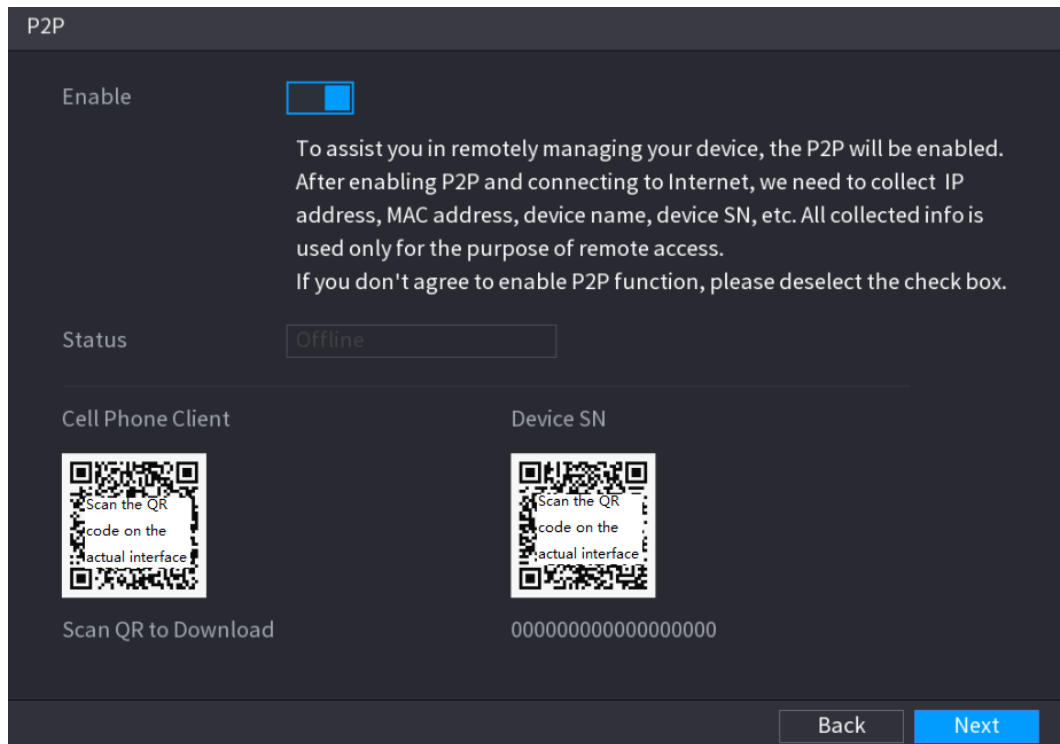 P2P
Enable
To assist you in remotely managing your device, the P2P will be enabled.
After enabling P2P and connecting to Internet, we need to collect IP
address, MAC address, device name, device SN, etc. All collected info is
used only for the purpose of remote access.
If you don't agree to enable P2P function, please deselect the check box.
Status
Offline
Cell Phone Client
Device SN
Scan the QR
code on the
actual interface
Scan the QR
code on the
actual interface
Scan QR to Download
000000000000000000
Back
Next